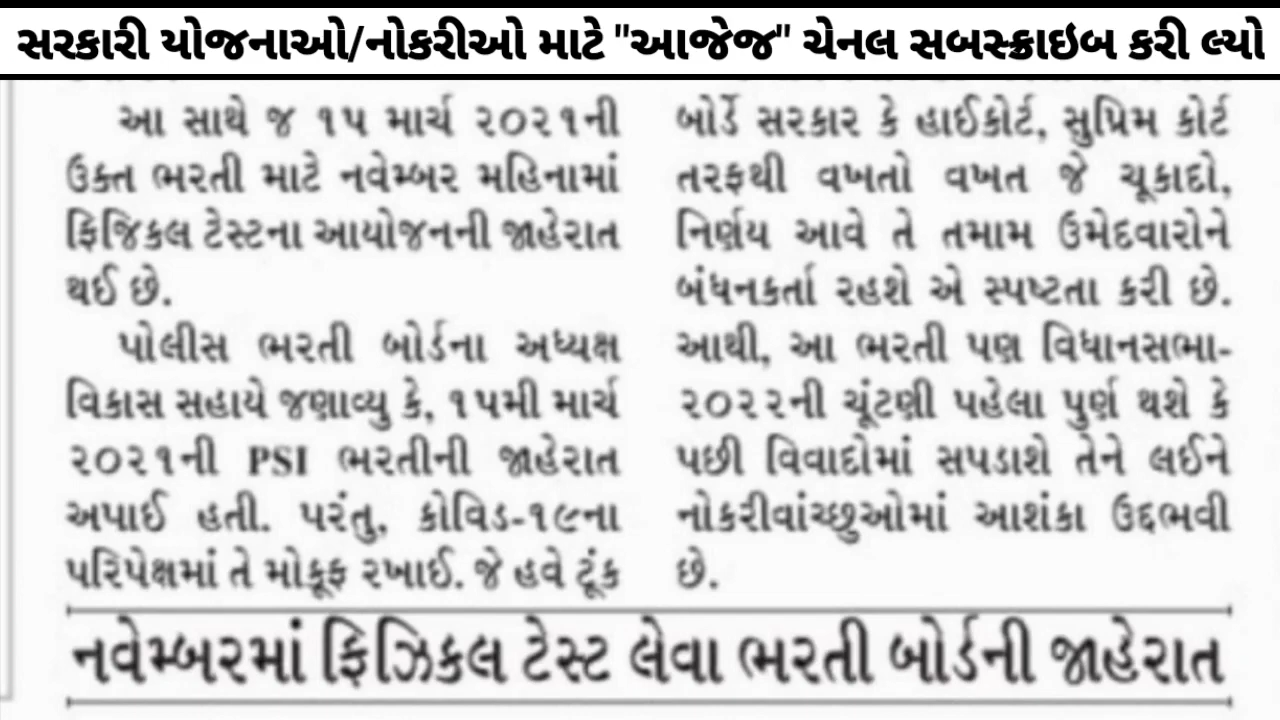 સરકારી યોજનાઓ/નોકરીઓ માટે "આજેજ" ચેનલ સબસ્ક્રાઇબ કરી લ્યો
આ સાથે જ ૧૫ માર્ચ ૨૦૨૧ની
ઉક્ત ભરતી માટે નવેમ્બર મહિનામાં
ફિજિકલ ટેસ્ટના આયોજનની જાહેરાત
થઈ છે.
પોલીસ ભરતી બોર્ડના અધ્યક્ષ
વિકાસ સહાયે જણાવ્યુ કે, ૧૫મી માર્ચ
૨૦૨૧ની PSI ભરતીની જાહેરાત
અપાઈ હતી. પરંતુ, કોવિડ-૧૯ના
પરિપેક્ષમાં તે મોકૂફ રખાઈ. જે હવે ટૂંક
બોર્ડે સરકાર કે હાઈકોર્ટ, સુપ્રિમ કોર્ટ
તરફથી વખતો વખત જે ચૂકાદો,
નિર્ણય આવે તે તમામ ઉમેદવારોને
બંધનકર્તા રહશે એ સ્પષ્ટતા કરી છે.
આથી, આ ભરતી પણ વિધાનસભા-
૨૦૨૨ની ચૂંટણી પહેલા પુર્ણ થશે કે
પછી વિવાદોમાં સપડાશે તેને લઈને
નોકરીવાંચ્છુઓમાં આશંકા ઉદ્દભવી
છે.
નવેમ્બરમાં ફિઝિકલ ટેસ્ટ લેવા ભરતી બોર્ડની જાહેરાત